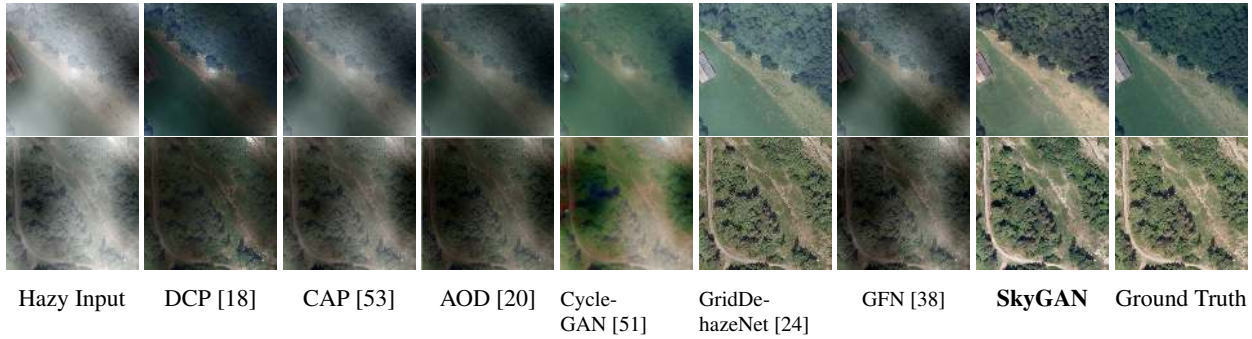 Hazy Input DCP [18] CAP [53] AOD [20] Cycle-
GAN [51] GridDe-
hazeNet [24] GFN [38] SkyGAN Ground Truth